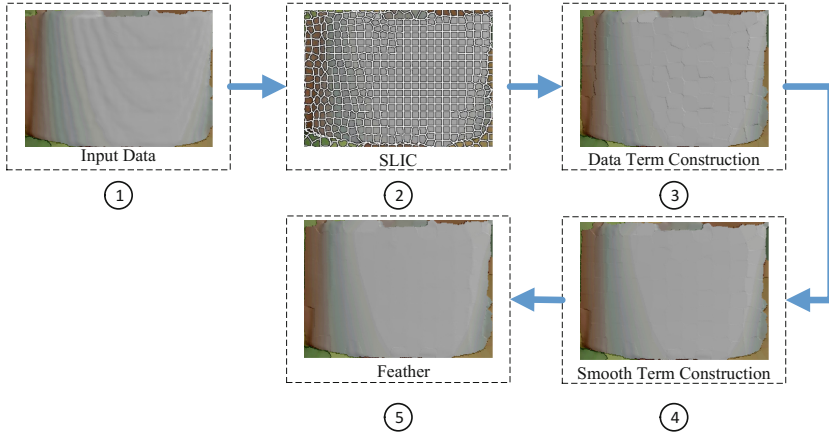 Input Data
SLIC
Data Term Construction
1
2
3
Feather
Smooth Term Construction
5
4